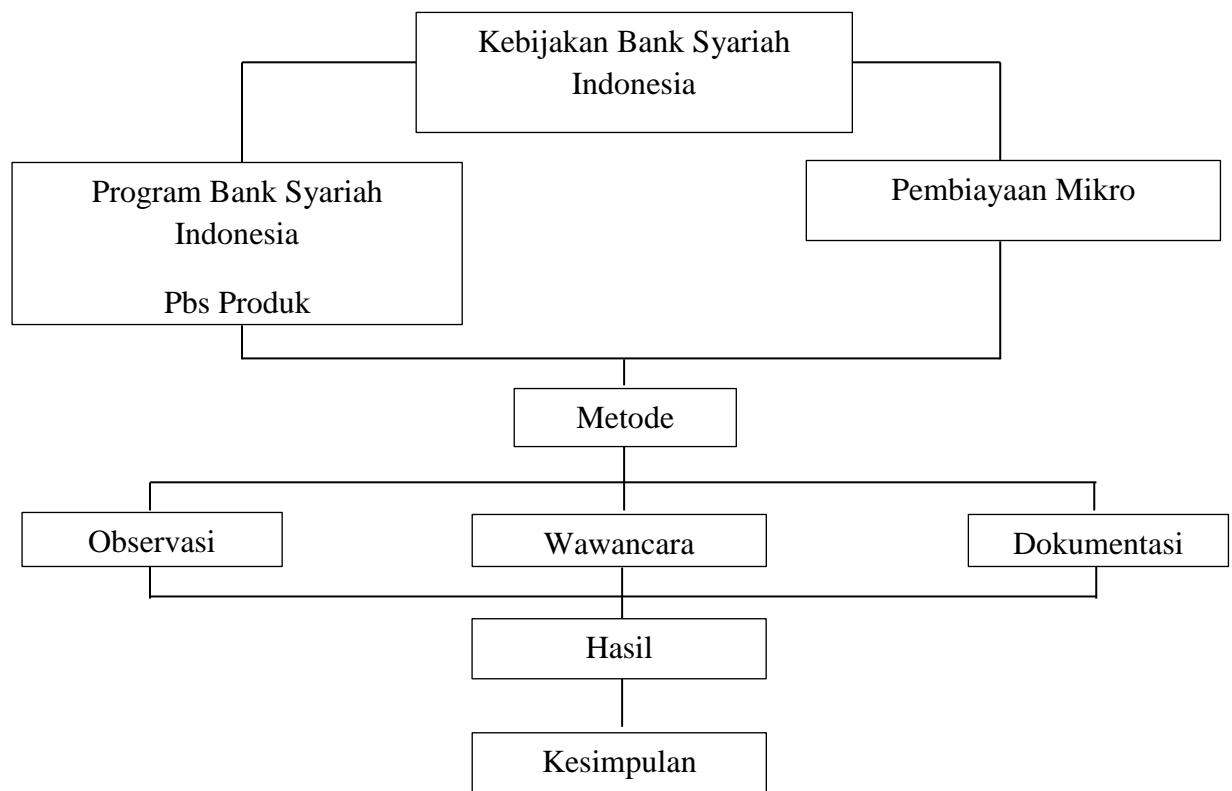 Kebijakan Bank Syariah
Indonesia
Program Bank Syariah
Indonesia
Pbs Produk
Pembiayaan Mikro
Metode
Observasi
Wawancara
Dokumentasi
Hasil
Kesimpulan